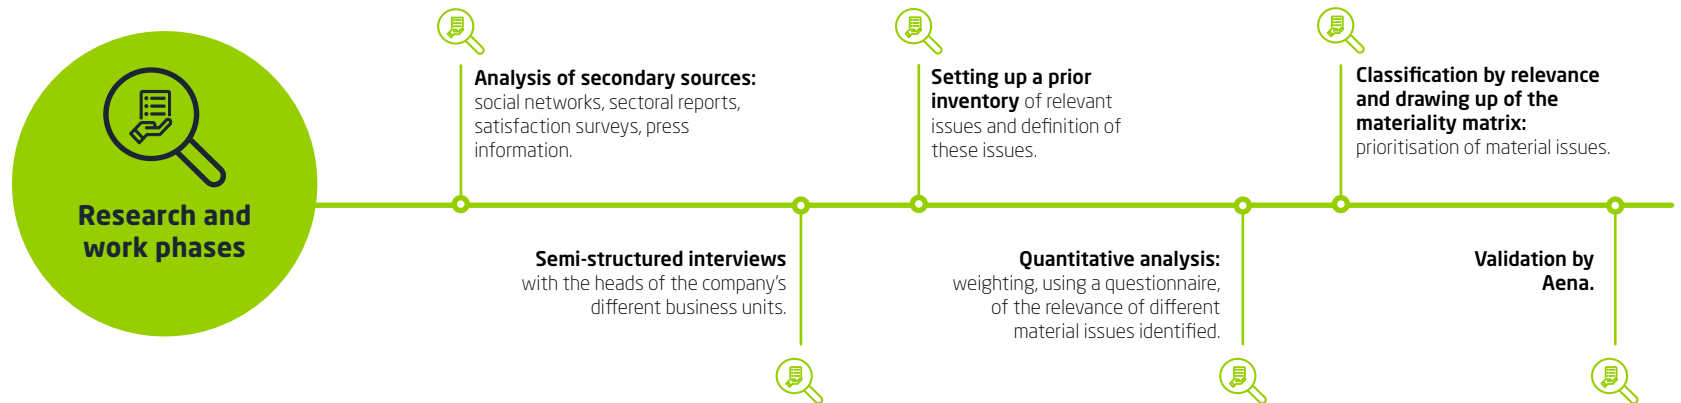 Research and
work phases
Analysis of secondary sources:
social networks, sectoral reports,
satisfaction surveys, press
information.
Semi-structured interviews
with the heads of the company's
different business units.
Setting up a prior
inventory of relevant
issues and definition of
these issues.
Quantitative analysis:
weighting, using a questionnaire,
of the relevance of different
material issues identified.
Classification by relevance
and drawing up of the
materiality matrix:
prioritisation of material issues.
Validation by
Aena.